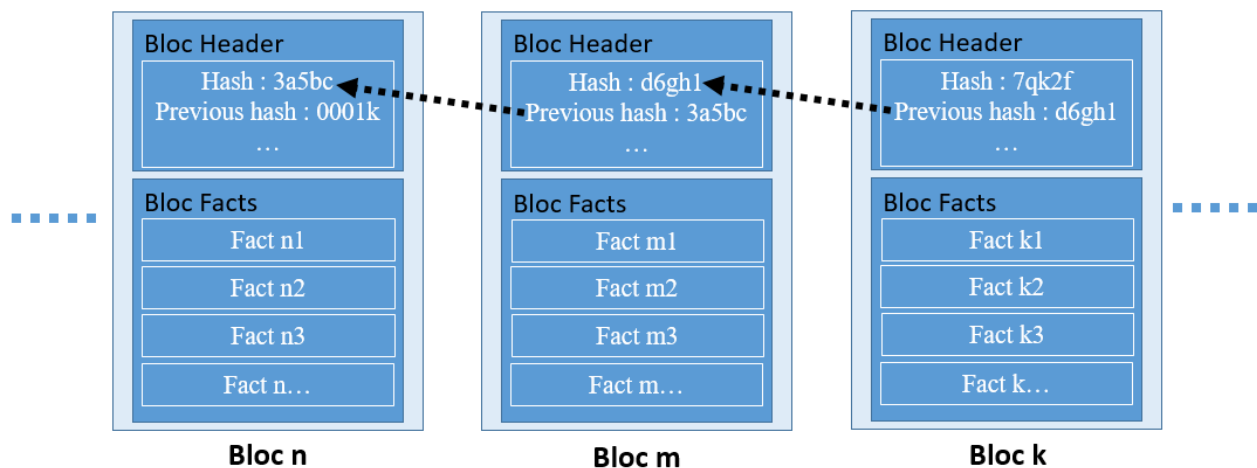 Bloc Header
Hash : 3a5bc
Previous hash : 0001k
…
Bloc Facts
Fact n1
Fact n2
Fact n3
Fact n…
Bloc n
Bloc Header
Hash : d6gh1
Previous hash : 3a5bc
…
Bloc Facts
Fact m1
Fact m2
Fact m3
Fact m…
Bloc m
Bloc Header
Hash : 7qk2f
Previous hash : d6gh1
…
Bloc Facts
Fact k1
Fact k2
Fact k3
Fact k…
Bloc k